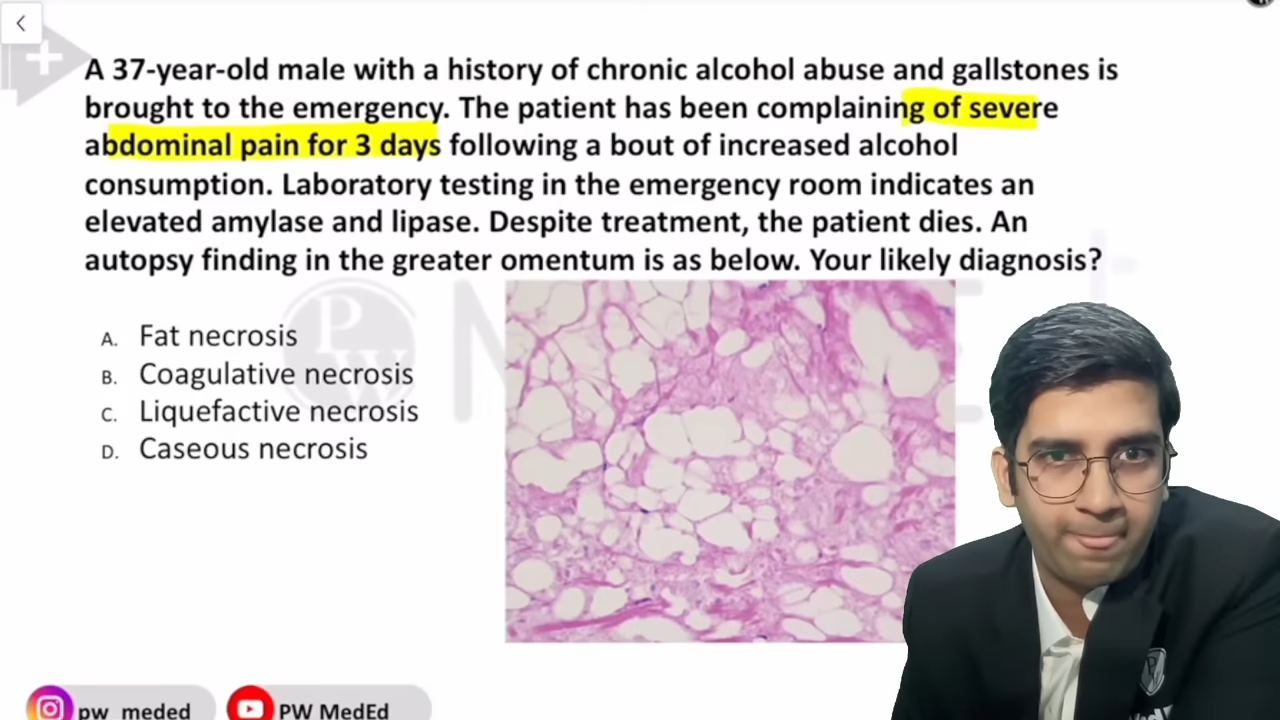 A 37-year-old male with a history of chronic alcohol abuse and gallstones is
brought to the emergency. The patient has been complaining of severe
abdominal pain for 3 days following a bout of increased alcohol
consumption. Laboratory testing in the emergency room indicates an
elevated amylase and lipase. Despite treatment, the patient dies. An
autopsy finding in the greater omentum is as below. Your likely diagnosis?
A. Fat necrosis
B. Coagulative necrosis
C. Liquefactive necrosis
D. Caseous necrosis
pw_meded
PW MedEd